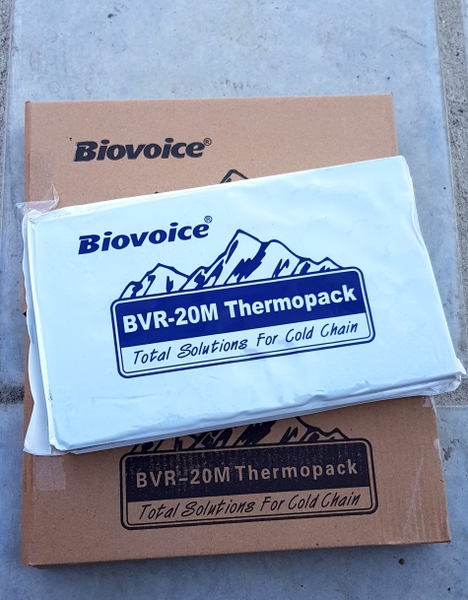 Biovoice®
Biovoice®
BVR-20M Thermopack
Total Solutions For Cold Chain
BVR-20M Thermopack
Total Solutions For Cold Chain